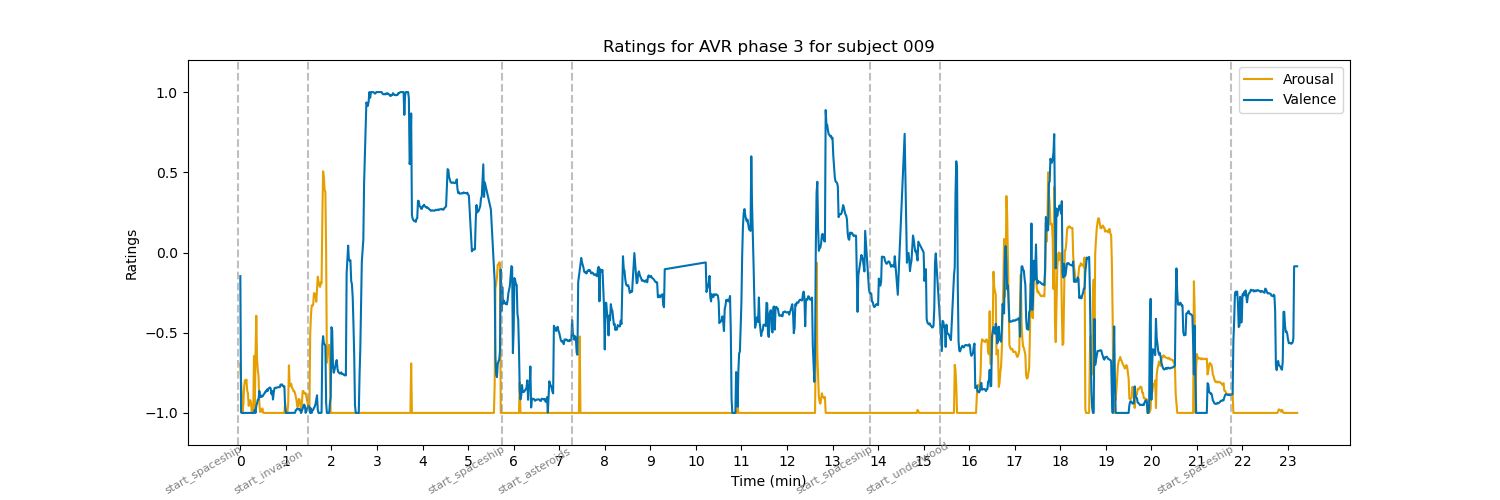 Ratings for AVR phase 3 for subject 009
Arousal
Valence
Ratings
1.0
0.5
0.0
−0.5
−1.0
0 1 2 3 4 5 6 7 8 9 10 11 12 13 14 15 16 17 18 19 20 21 22 23
start_spaceship start_invasion start_spaceship start_asteroids start_spaceship start_underwood start_spaceship
Time (min)